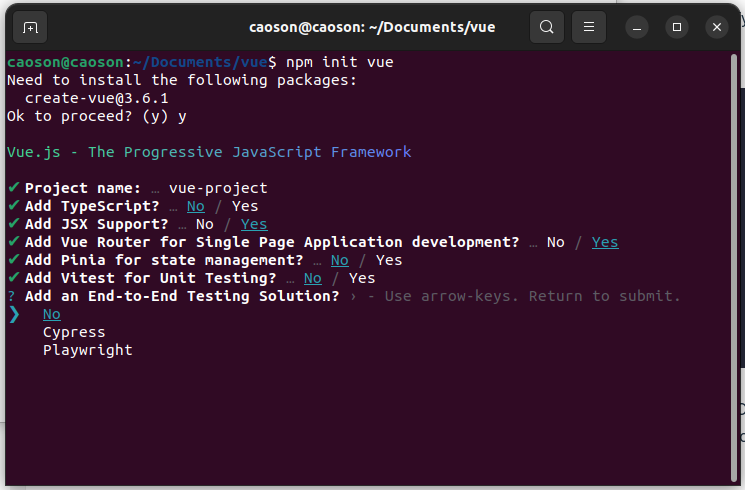 caoson@caoson: ~/Documents/vue
caoson@caoson:~/Documents/vue$ npm init vue
Need to install the following packages:
  create-vue@3.6.1
Ok to proceed? (y) y
Vue.js - The Progressive JavaScript Framework
✔ Project name: … vue-project
✔ Add TypeScript? … No / Yes
✔ Add JSX Support? … No / Yes
✔ Add Vue Router for Single Page Application development? … No / Yes
✔ Add Pinia for state management? … No / Yes
✔ Add Vitest for Unit Testing? … No / Yes
? Add an End-to-End Testing Solution? › - Use arrow-keys. Return to submit.
❯   No
    Cypress
    Playwright